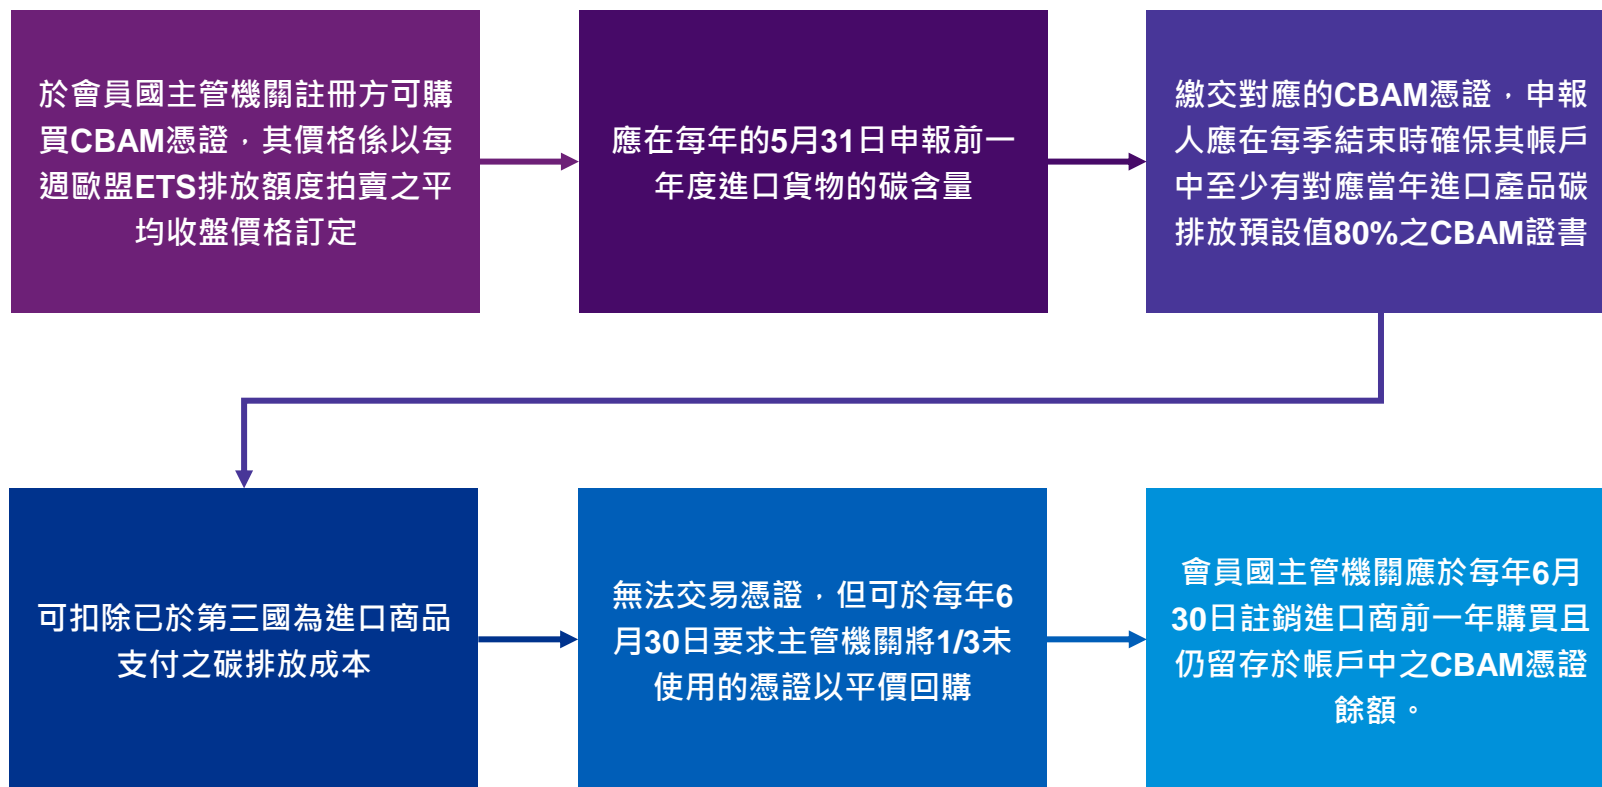 於會員國主管機關註冊方可購
買CBAM憑證，其價格係以每
週歐盟ETS排放額度拍賣之平
均收盤價格訂定
應在每年的5月31日申報前一
年度進口貨物的碳含量
繳交對應的CBAM憑證，申報
人應在每季結束時確保其帳戶
中至少有對應當年進口產品碳
排放預設值80%之CBAM證書
可扣除已於第三國為進口商品
支付之碳排放成本
無法交易憑證，但可於每年6
月30日要求主管機關將1/3未
使用的憑證以平價回購
會員國主管機關應於每年6月
30日註銷進口商前一年購買且
仍留存於帳戶中之CBAM憑證
餘額。